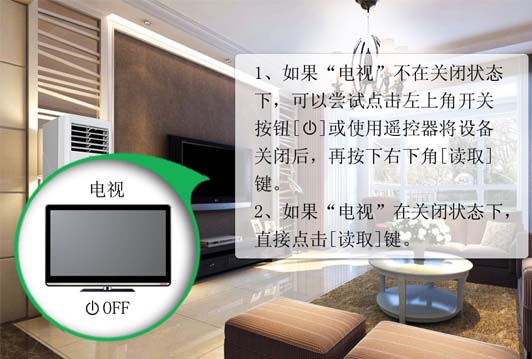 1、如果“电视”不在关闭状态
下，可以尝试点击左上角开关
按钮[⏻]或使用遥控器将设备
关闭后，再按下右下角[读取]
键。
2、如果“电视”在关闭状态下，
直接点击[读取]键。
电视
⏻ OFF